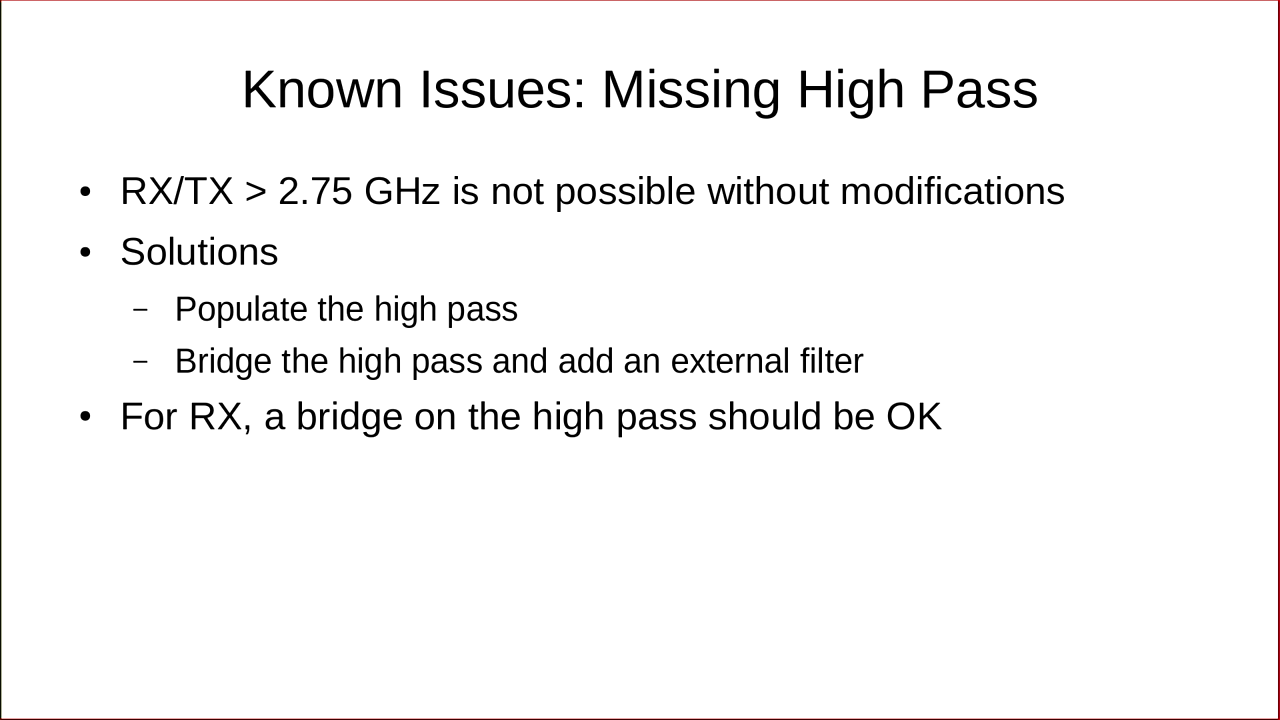 Known Issues: Missing High Pass
• RX/TX > 2.75 GHz is not possible without modifications
• Solutions
– Populate the high pass
– Bridge the high pass and add an external filter
• For RX, a bridge on the high pass should be OK